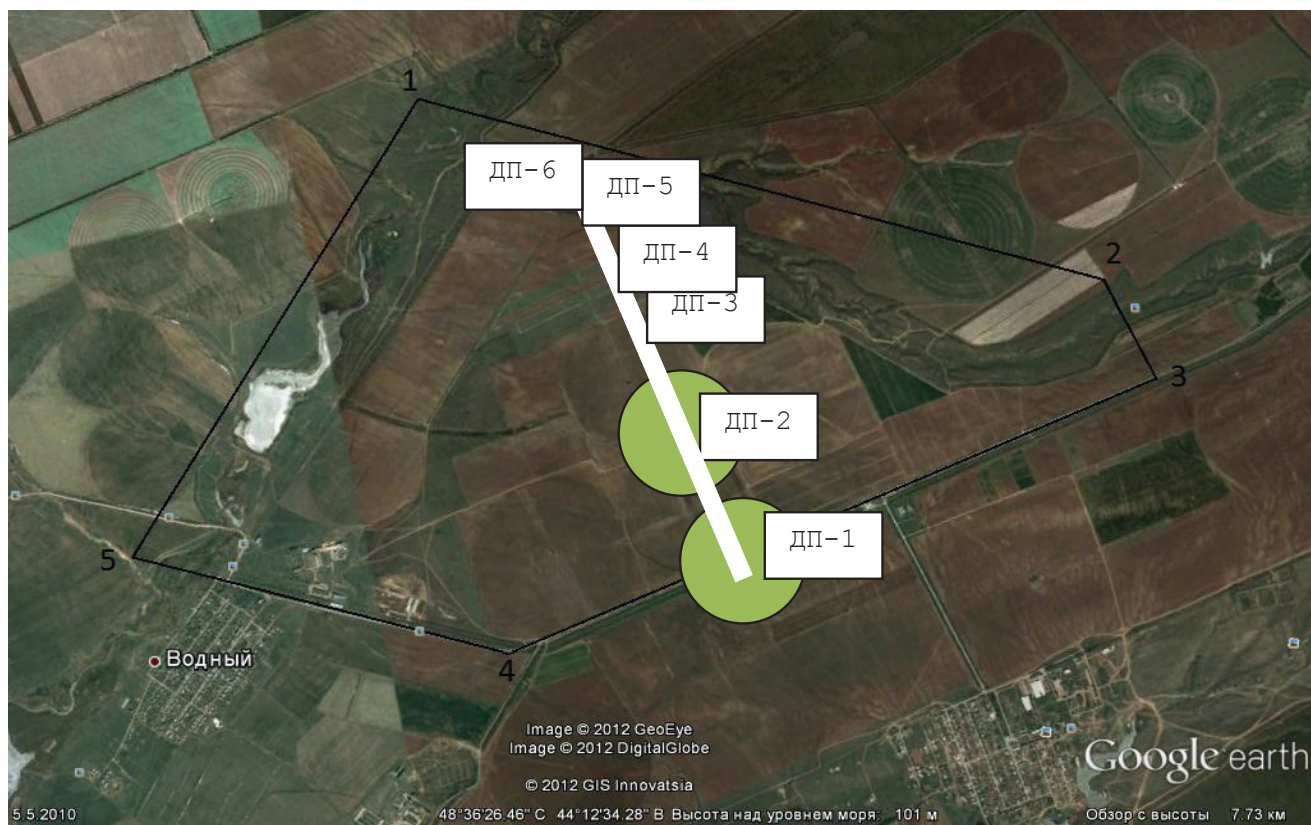 1
ДП-6
ДП-5
ДП-4
2
ДП-3
3
ДП-2
ДП-1
5
Водный
4
Image © 2012 GeoEye
Image © 2012 DigitalGlobe
© 2012 GIS Innovatsia
Google earth
5.5.2010
48°36'26.46" С 44°12'34.28" В Высота над уровнем моря: 101 м
Обзор с высоты 7.73 км